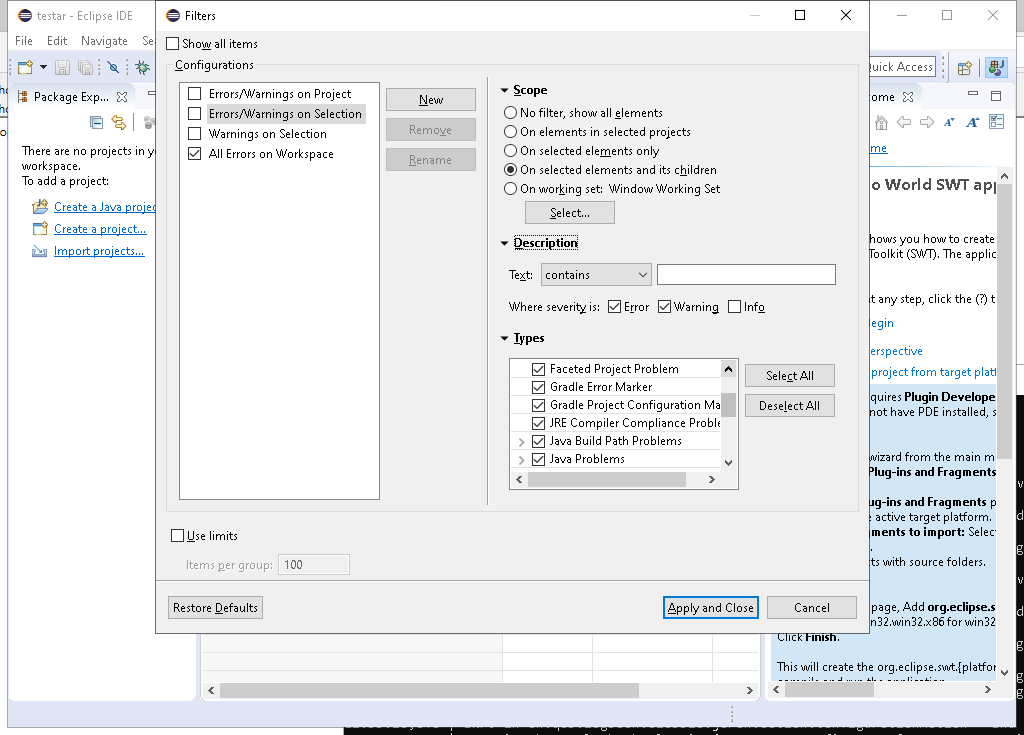 testar - Eclipse IDE
File Edit Navigate Se
Quick Access
Package Exp...
There are no projects in y
workspace.
To add a project:
Create a Java projec
Create a project...
Import projects...
Filters
Show all items
Configurations
Errors/Warnings on Project
Errors/Warnings on Selection
Warnings on Selection
All Errors on Workspace
New
Remove
Rename
Scope
No filter, show all elements
On elements in selected projects
On selected elements only
On selected elements and its children
On working set: Window Working Set
Select...
Description
Text: contains
Where severity is: Error Warning Info
Types
Faceted Project Problem
Gradle Error Marker
Gradle Project Configuration Ma
JRE Compiler Compliance Proble
Java Build Path Problems
Java Problems
Select All
Deselect All
Use limits
Items per group: 100
Restore Defaults
Apply and Close
Cancel
ome
me
o World SWT app
hows you how to create
Toolkit (SWT). The applic
at any step, click the (?) t
Begin
erspective
project from target platf
quires Plugin Develope
not have PDE installed, s
wizard from the main m
Plug-ins and Fragments
ug-ins and Fragments p
e active target platform.
ments to import: Selec
ts with source folders.
page, Add org.eclipse.s
n32.win32.x86 for win32
Click Finish.
This will create the org.eclipse.swt.{platfor
compile and run the application.